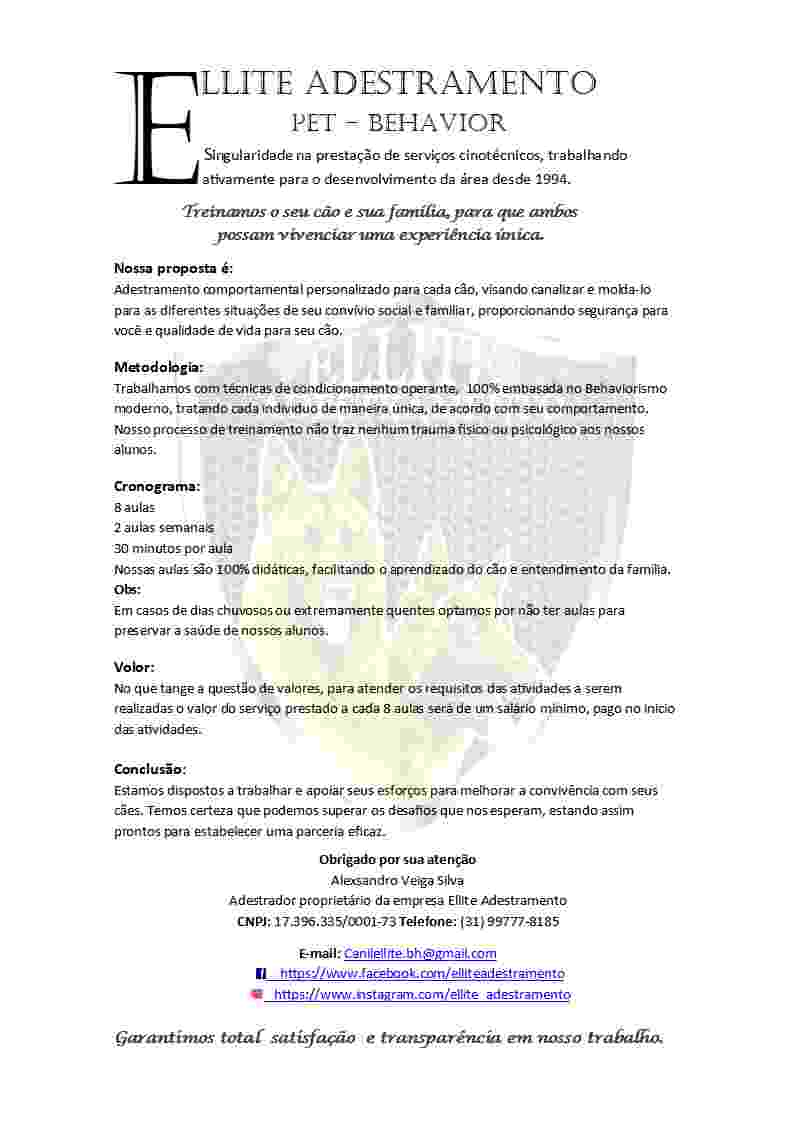 ELLITE ADESTRAMENTO
PET – BEHAVIOR
Singularidade na prestação de serviços cinotécnicos, trabalhando
ativamente para o desenvolvimento da área desde 1994.
Treinamos o seu cão e sua família, para que ambos
possam vivenciar uma experiência única.
Nossa proposta é:
Adestramento comportamental personalizado para cada cão, visando canalizar e molda-lo
para as diferentes situações de seu convívio social e familiar, proporcionando segurança para
você e qualidade de vida para seu cão.
Metodologia:
Trabalhamos com técnicas de condicionamento operante, 100% embasada no Behaviorismo
moderno, tratando cada individuo de maneira única, de acordo com seu comportamento.
Nosso processo de treinamento não traz nenhum trauma físico ou psicológico aos nossos
alunos.
Cronograma:
8 aulas
2 aulas semanais
30 minutos por aula
Nossas aulas são 100% didáticas, facilitando o aprendizado do cão e entendimento da família.
Obs:
Em casos de dias chuvosos ou extremamente quentes optamos por não ter aulas para
preservar a saúde de nossos alunos.
Valor:
No que tange a questão de valores, para atender os requisitos das atividades a serem
realizadas o valor do serviço prestado a cada 8 aulas será de um salário mínimo, pago no inicio
das atividades.
Conclusão:
Estamos dispostos a trabalhar e apoiar seus esforços para melhorar a convivência com seus
cães. Temos certeza que podemos superar os desafios que nos esperam, estando assim
prontos para estabelecer uma parceria eficaz.
Obrigado por sua atenção
Alexsandro Veiga Silva
Adestrador proprietário da empresa Ellite Adestramento
CNPJ: 17.396.335/0001-73 Telefone: (31) 99777-8185
E-mail: Canilellite.bh@gmail.com
https://www.facebook.com/elliteadestramento
https://www.instagram.com/ellite_adestramento
Garantimos total satisfação e transparência em nosso trabalho.
ELLITE